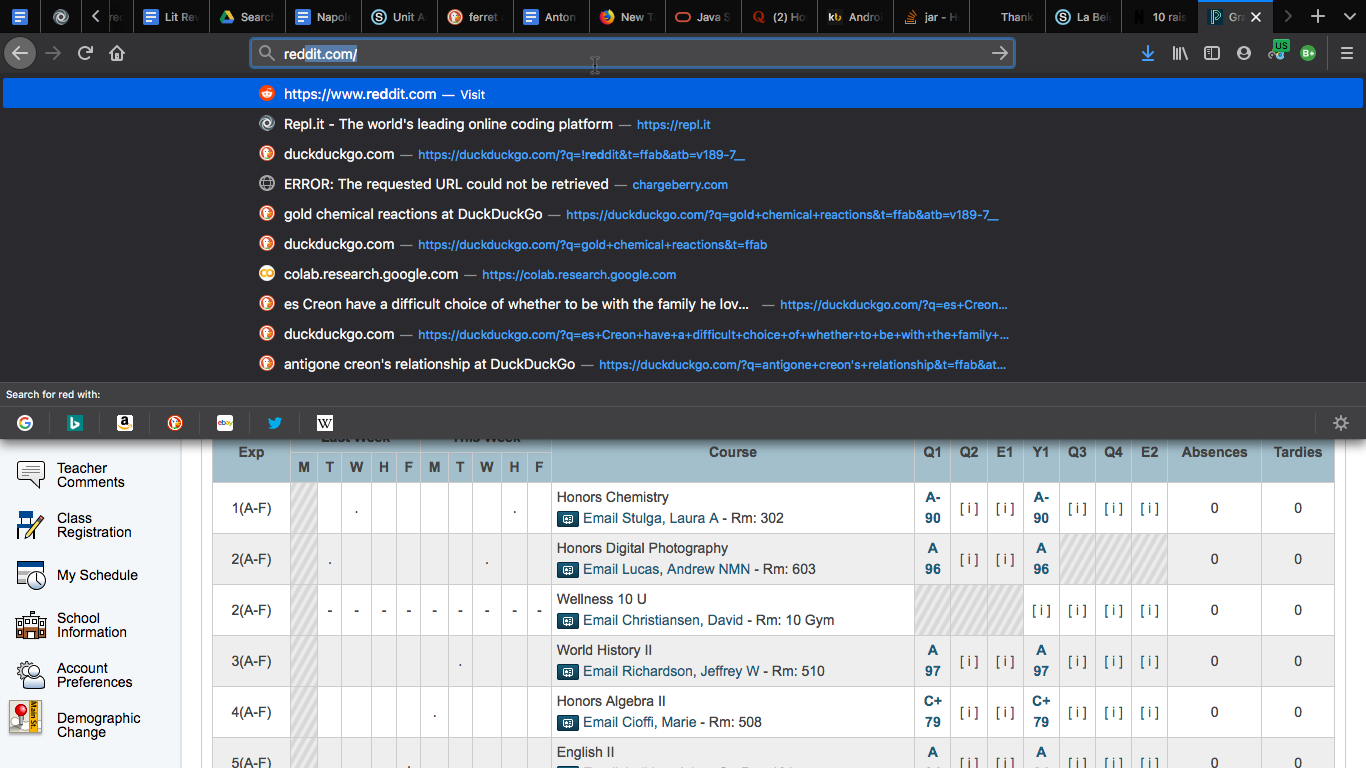 Lit Rev Search Napole Unit A ferret Anton New T Java S (2) Ho Andro jar - H Thank La Bel 10 rais Gra
reddit.com/
US
B+
https://www.reddit.com — Visit
Repl.it - The world's leading online coding platform — https://repl.it
duckduckgo.com — https://duckduckgo.com/?q=!reddit&t=ffab&atb=v189-7__
ERROR: The requested URL could not be retrieved — chargeberry.com
gold chemical reactions at DuckDuckGo — https://duckduckgo.com/?q=gold+chemical+reactions&t=ffab&atb=v189-7__
duckduckgo.com — https://duckduckgo.com/?q=gold+chemical+reactions&t=ffab
colab.research.google.com — https://colab.research.google.com
es Creon have a difficult choice of whether to be with the family he lov... — https://duckduckgo.com/?q=es+Creon...
duckduckgo.com — https://duckduckgo.com/?q=es+Creon+have+a+difficult+choice+of+whether+to+be+with+the+family+...
antigone creon's relationship at DuckDuckGo — https://duckduckgo.com/?q=antigone+creon's+relationship&t=ffab&at...
Search for red with:
Teacher
Comments
Class
Registration
My Schedule
School
Information
Account
Preferences
Demographic
Change
Last Week This Week
Exp M T W H F M T W H F Course Q1 Q2 E1 Y1 Q3 Q4 E2 Absences Tardies
1(A-F) . . Honors Chemistry A- 90 [ i ] [ i ] A- 90 [ i ] [ i ] [ i ] 0 0
Email Stulga, Laura A - Rm: 302
2(A-F) . . Honors Digital Photography A 96 [ i ] [ i ] A 96 0 0
Email Lucas, Andrew NMN - Rm: 603
2(A-F) - - - - - - - - - Wellness 10 U [ i ] [ i ] [ i ] [ i ] 0 0
Email Christiansen, David - Rm: 10 Gym
3(A-F) . World History II A 97 [ i ] [ i ] A 97 [ i ] [ i ] [ i ] 0 0
Email Richardson, Jeffrey W - Rm: 510
4(A-F) . Honors Algebra II C+ 79 [ i ] [ i ] C+ 79 [ i ] [ i ] [ i ] 0 0
Email Cioffi, Marie - Rm: 508
5(A-F) . English II A [ i ] [ i ] A [ i ] [ i ] [ i ] 0 0